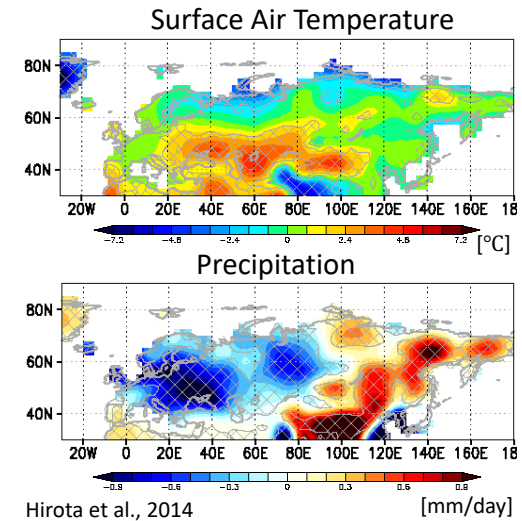 Surface Air Temperature
80N
60N
40N
20W 0 20E 40E 60E 80E 100E 120E 140E 160E 18
-7.2 -4.8 -2.4 0 2.4 4.8 7.2 [℃]
Precipitation
80N
60N
40N
20W 0 20E 40E 60E 80E 100E 120E 140E 160E 18
-0.9 -0.6 -0.3 0 0.3 0.6 0.9
Hirota et al., 2014 [mm/day]